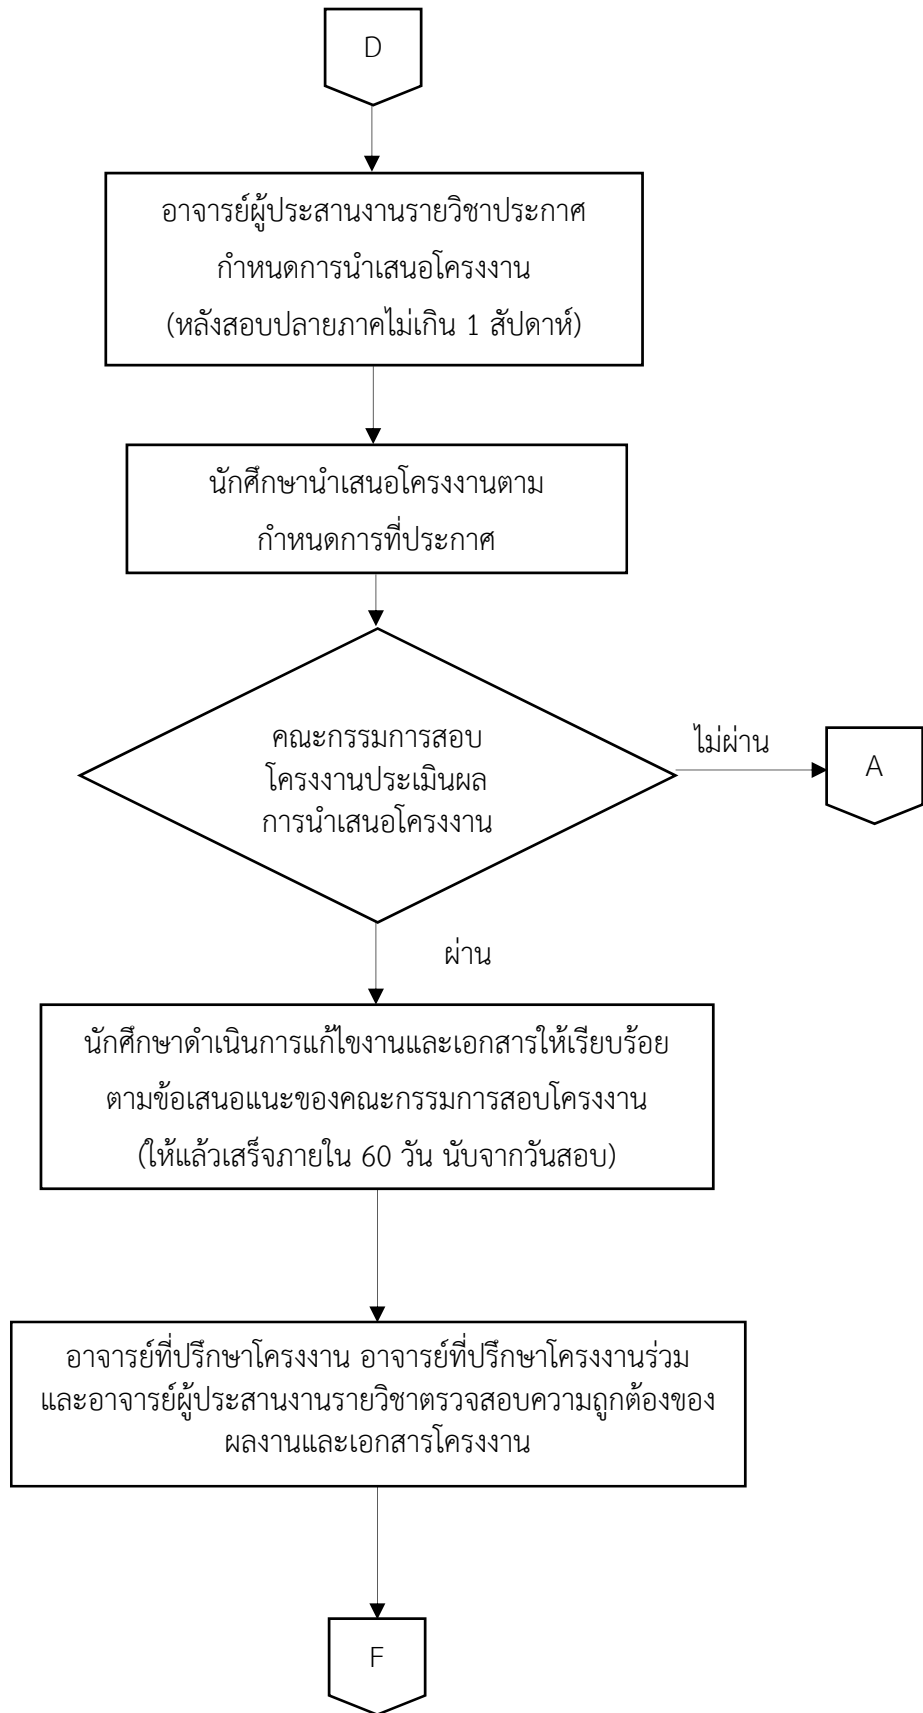 D
อาจารย์ผู้ประสานงานรายวิชาประกาศ
กำหนดการนำเสนอโครงงาน
(หลังสอบปลายภาคไม่เกิน 1 สัปดาห์)
นักศึกษานำเสนอโครงงานตาม
กำหนดการที่ประกาศ
คณะกรรมการสอบ
โครงงานประเมินผล
การนำเสนอโครงงาน
ไม่ผ่าน
A
ผ่าน
นักศึกษาดำเนินการแก้ไขงานและเอกสารให้เรียบร้อย
ตามข้อเสนอแนะของคณะกรรมการสอบโครงงาน
(ให้แล้วเสร็จภายใน 60 วัน นับจากวันสอบ)
อาจารย์ที่ปรึกษาโครงงาน อาจารย์ที่ปรึกษาโครงงานร่วม
และอาจารย์ผู้ประสานงานรายวิชาตรวจสอบความถูกต้องของ
ผลงานและเอกสารโครงงาน
F